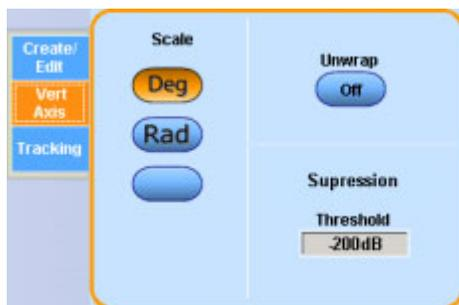 Create/
Edit
Vert
Axis
Tracking
Scale
Deg
Rad
Unwrap
Off
Supression
Threshold
-200dB